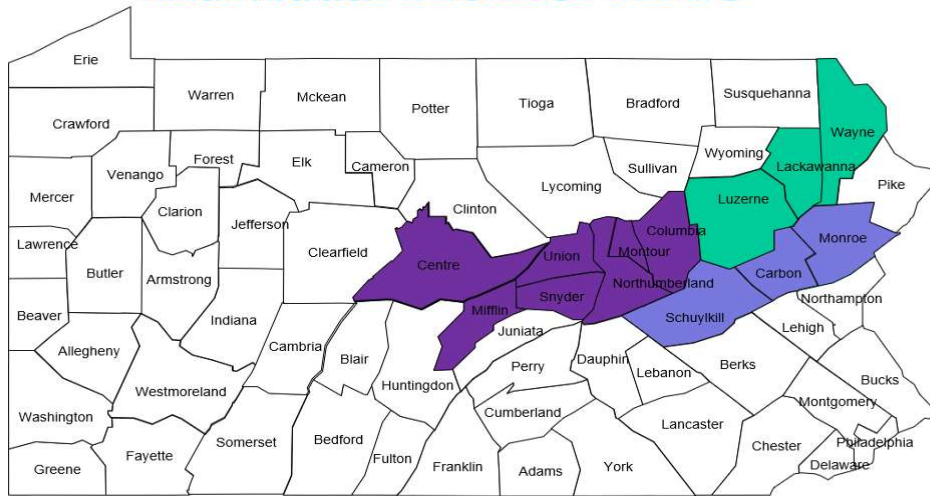 Erie
Warren
Mckean
Potter
Tioga
Bradford
Susquehanna
Wayne
Crawford
Forest
Elk
Cameron
Sullivan
Wyoming
Lackawanna
Pike
Mercer
Venango
Clarion
Jefferson
Clearfield
Clinton
Lycoming
Luzerne
Lawrence
Butler
Armstrong
Centre
Union
Montour
Columbia
Monroe
Carbon
Beaver
Indiana
Mifflin
Snyder
Northumberland
Schuylkill
Northampton
Allegheny
Cambria
Blair
Juniata
Lehigh
Westmoreland
Huntingdon
Perry
Dauphin
Lebanon
Berks
Bucks
Washington
Somerset
Bedford
Fulton
Cumberland
Lancaster
Montgomery
Philadelphia
Greene
Fayette
Franklin
Adams
York
Chester
Delaware